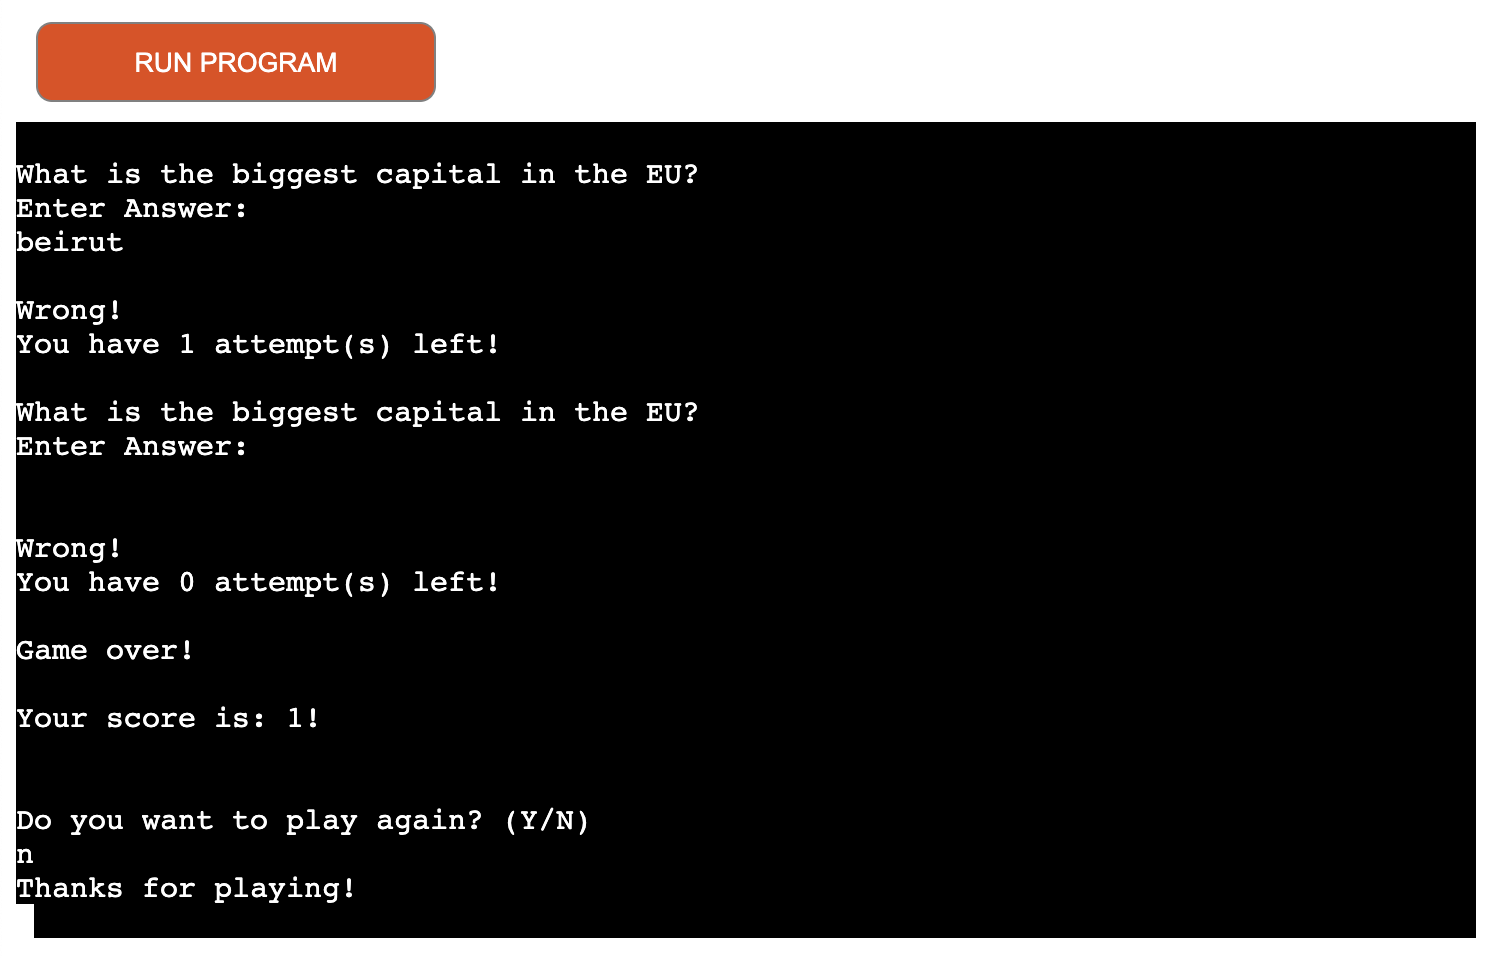 RUN PROGRAM
What is the biggest capital in the EU?
Enter Answer:
beirut
Wrong!
You have 1 attempt(s) left!
What is the biggest capital in the EU?
Enter Answer:
Wrong!
You have 0 attempt(s) left!
Game over!
Your score is: 1!
Do you want to play again? (Y/N)
n
Thanks for playing!